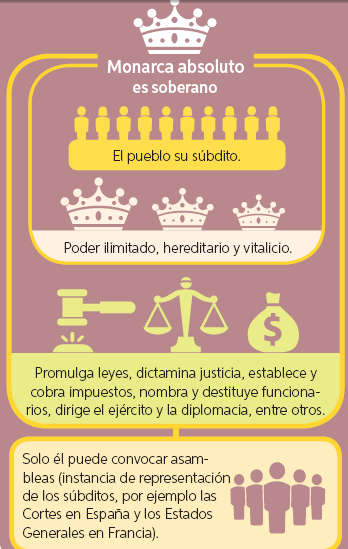 Monarca absoluto
es soberano
El pueblo su súbdito.
Poder ilimitado, hereditario y vitalicio.
$
Promulga leyes, dictamina justicia, establece y
cobra impuestos, nombra y destituye funciona-
rios, dirige el ejército y la diplomacia, entre otros.
Solo él puede convocar asam-
bleas (instancia de representación
de los súbditos, por ejemplo las
Cortes en España y los Estados
Generales en Francia).